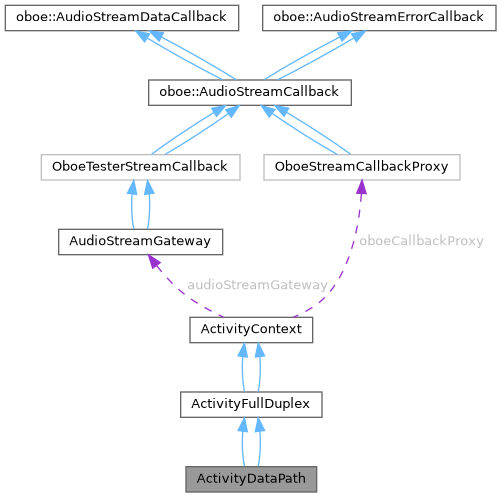 oboe::AudioStreamDataCallback
oboe::AudioStreamErrorCallback
oboe::AudioStreamCallback
OboeTesterStreamCallback
OboeStreamCallbackProxy
AudioStreamGateway
oboeCallbackProxy
audioStreamGateway
ActivityContext
ActivityFullDuplex
ActivityDataPath